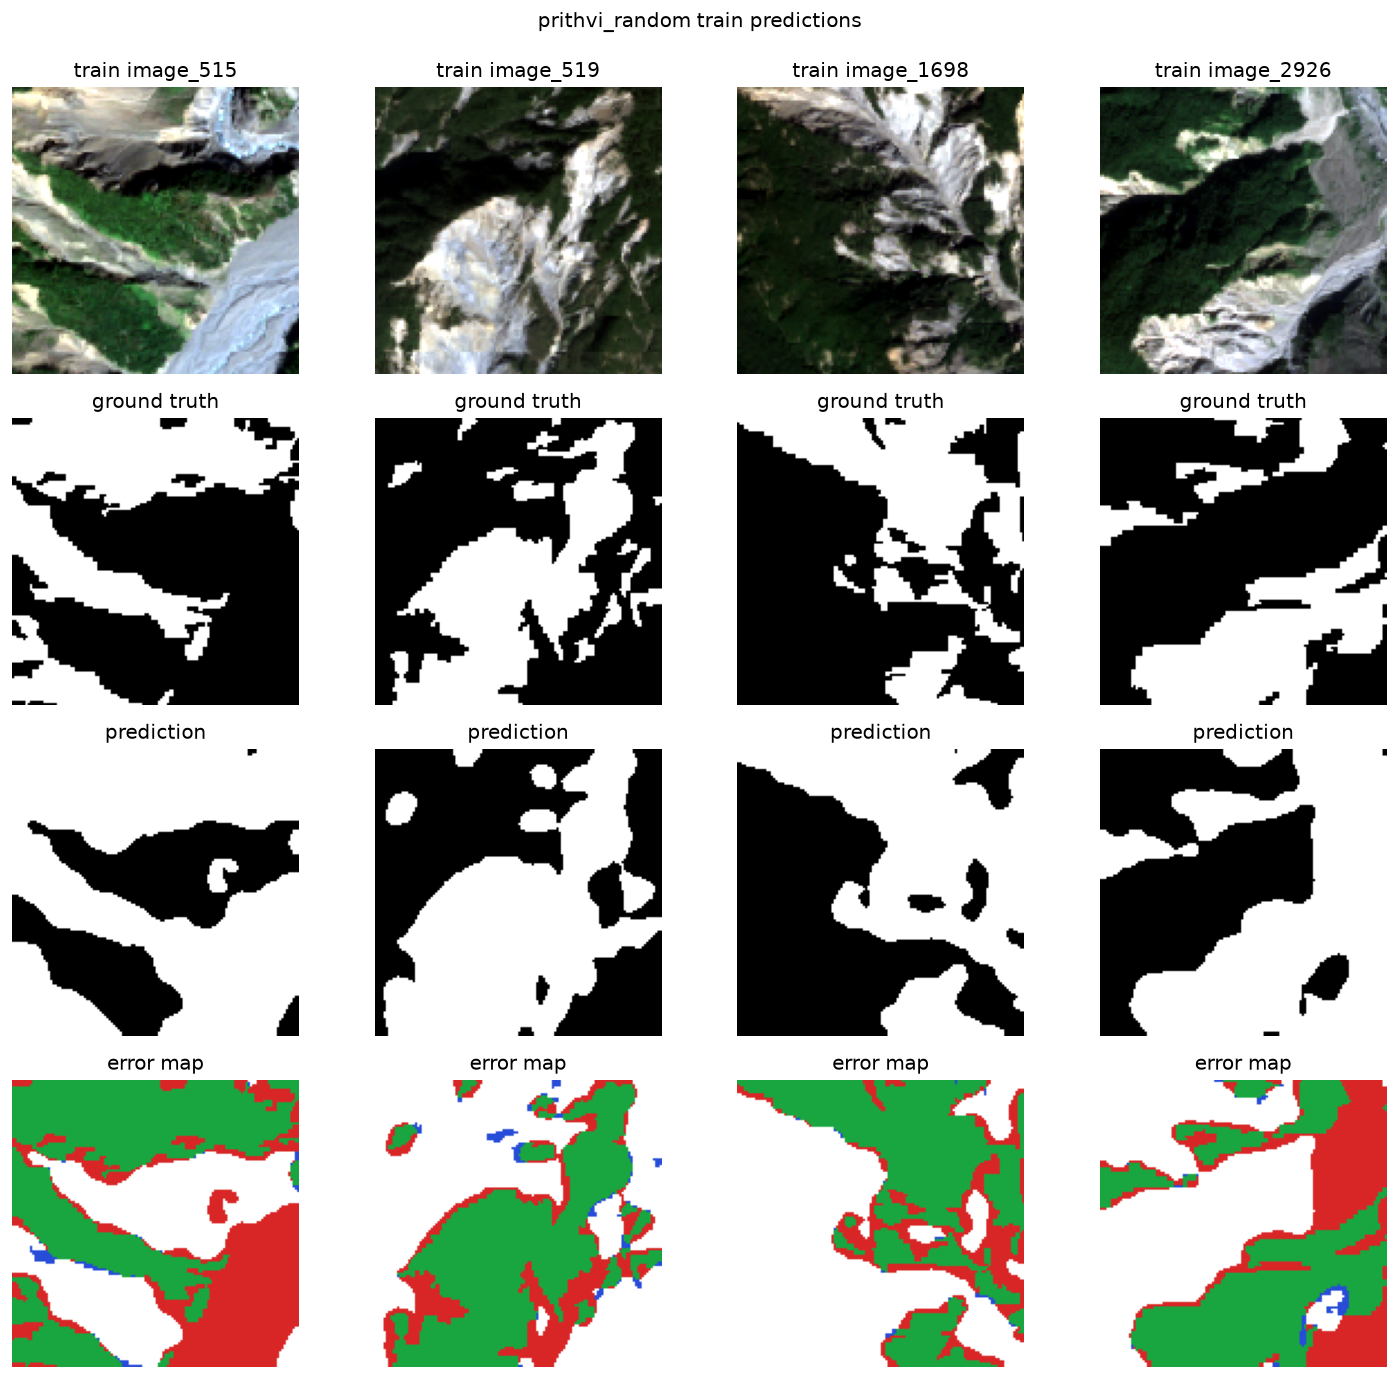 prithvi_random train predictions
train image_515
train image_519
train image_1698
train image_2926
ground truth
ground truth
ground truth
ground truth
prediction
prediction
prediction
prediction
error map
error map
error map
error map